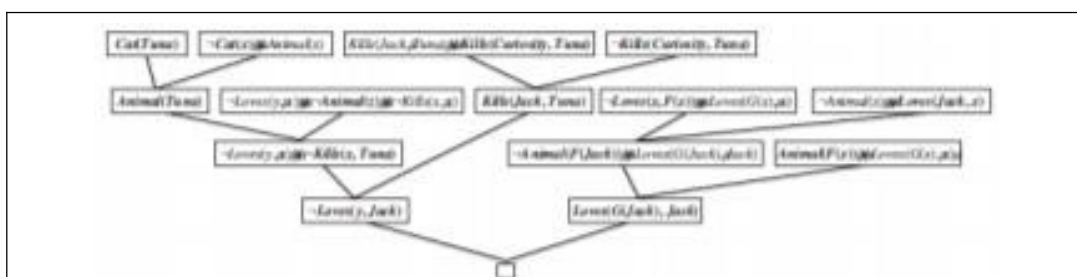 Cat(Tuna) ¬Cat(x) Animal(x) Kills(Jack, Tuna) Kills(Curiosity, Tuna) ¬Kills(Curiosity, Tuna)
Animal(Tuna) ¬Loves(y,x) ¬Animal(z) ¬Kills(x,z) Kills(Jack, Tuna) ¬Loves(x,F(x)) Loves(G(x),x) ¬Animal(x) Loves(Jack,x)
¬Loves(y,x) ¬Kills(x, Tuna) ¬Animal(F(Jack)) Loves(G(Jack),Jack) Animal(F(x)) Loves(G(x),x)
¬Loves(y, Jack) Loves(G(Jack), Jack)